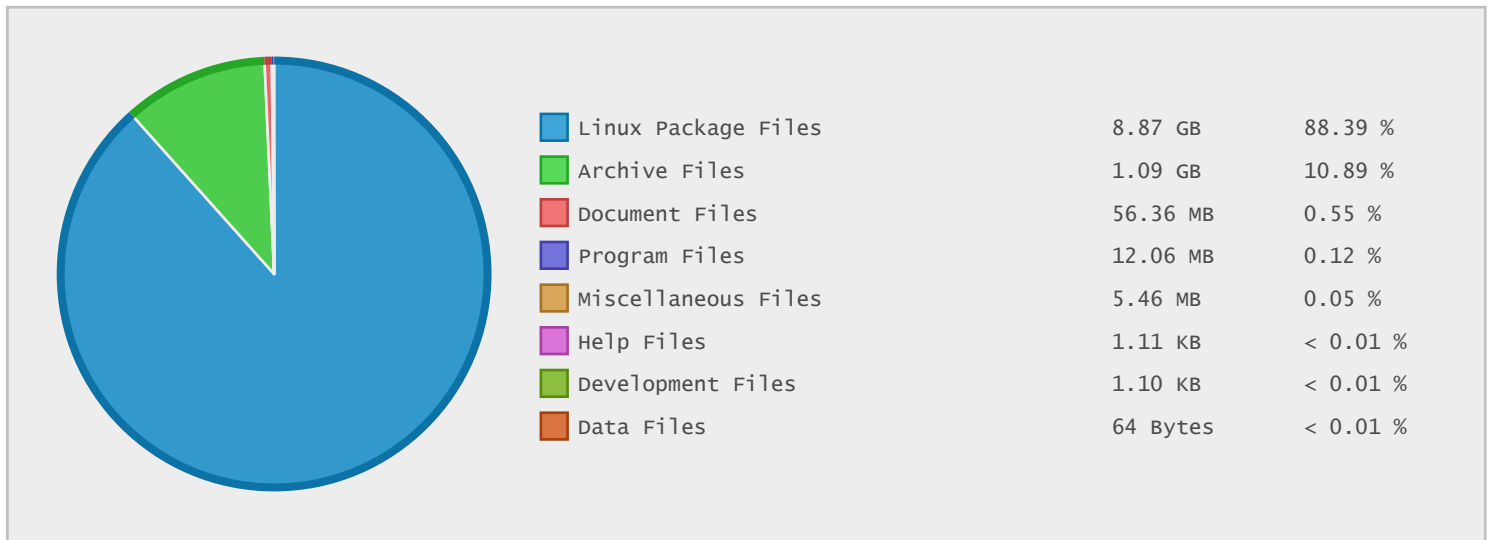 Linux Package Files 8.87 GB 88.39 %
Archive Files 1.09 GB 10.89 %
Document Files 56.36 MB 0.55 %
Program Files 12.06 MB 0.12 %
Miscellaneous Files 5.46 MB 0.05 %
Help Files 1.11 KB < 0.01 %
Development Files 1.10 KB < 0.01 %
Data Files 64 Bytes < 0.01 %